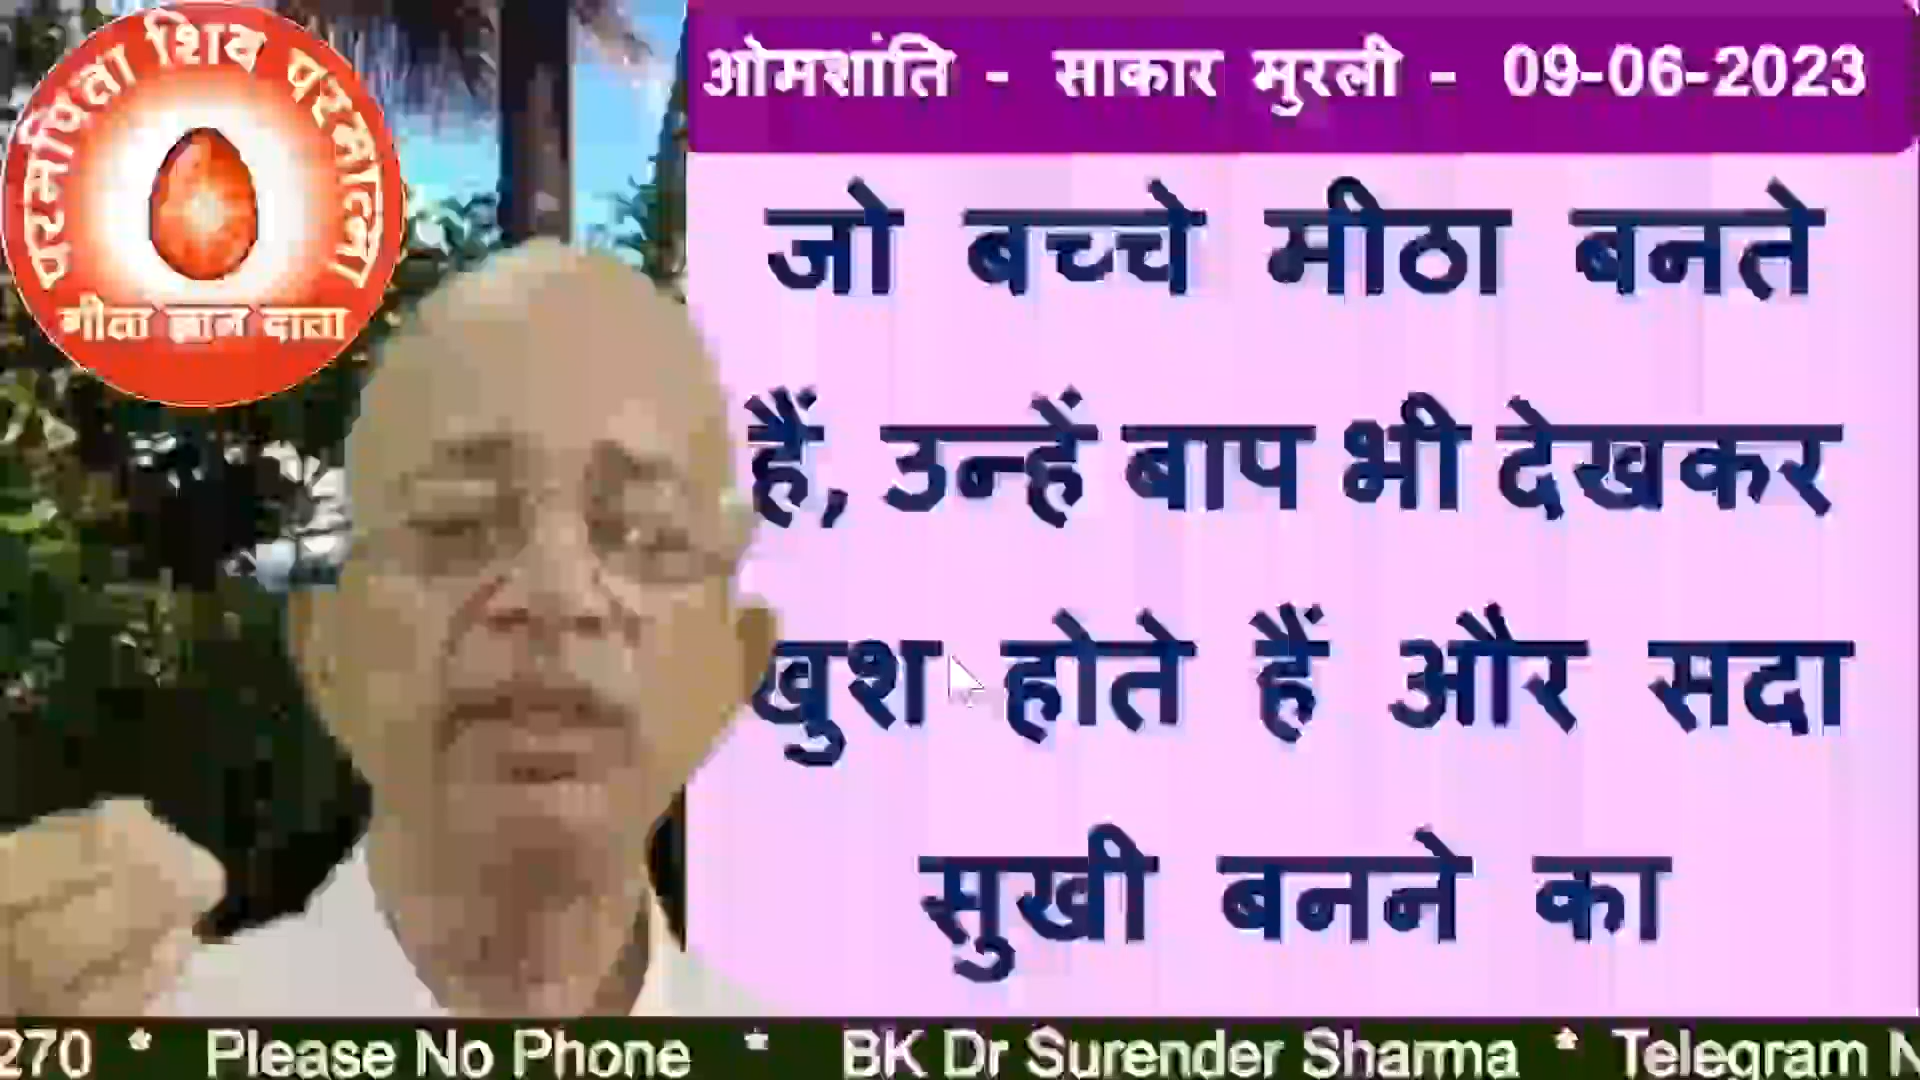 परमपिता शिव परमात्मा
गीता ज्ञान दाता
ओमशांति - साकार मुरली - 09-06-2023
जो बच्चे मीठा बनते
हैं, उन्हें बाप भी देखकर
खुश होते हैं और सदा
सुखी बनने का
270 * Please No Phone * BK Dr Surender Sharma * Telegram N